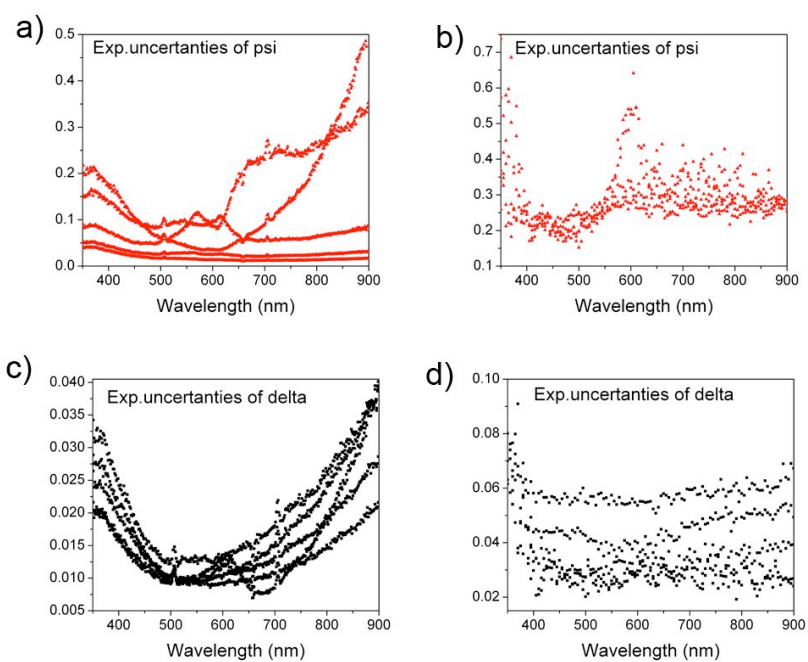 a)
Exp.uncertanties of psi
0.5
0.4
0.3
0.2
0.1
0.0
400 500 600 700 800 900
Wavelength (nm)
b)
Exp.uncertanties of psi
0.7
0.6
0.5
0.4
0.3
0.2
0.1
400 500 600 700 800 900
Wavelength (nm)
c)
Exp.uncertanties of delta
0.040
0.035
0.030
0.025
0.020
0.015
0.010
0.005
400 500 600 700 800 900
Wavelength (nm)
d)
Exp.uncertanties of delta
0.10
0.08
0.06
0.04
0.02
400 500 600 700 800 900
Wavelength (nm)